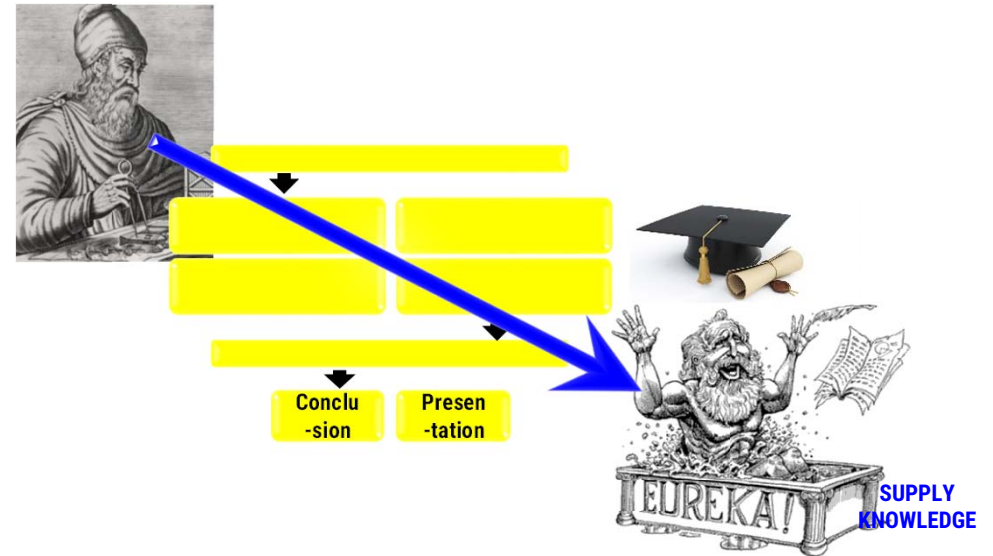 Conclu
-sion
Presen
-tation
EUREKA!
SUPPLY
KNOWLEDGE